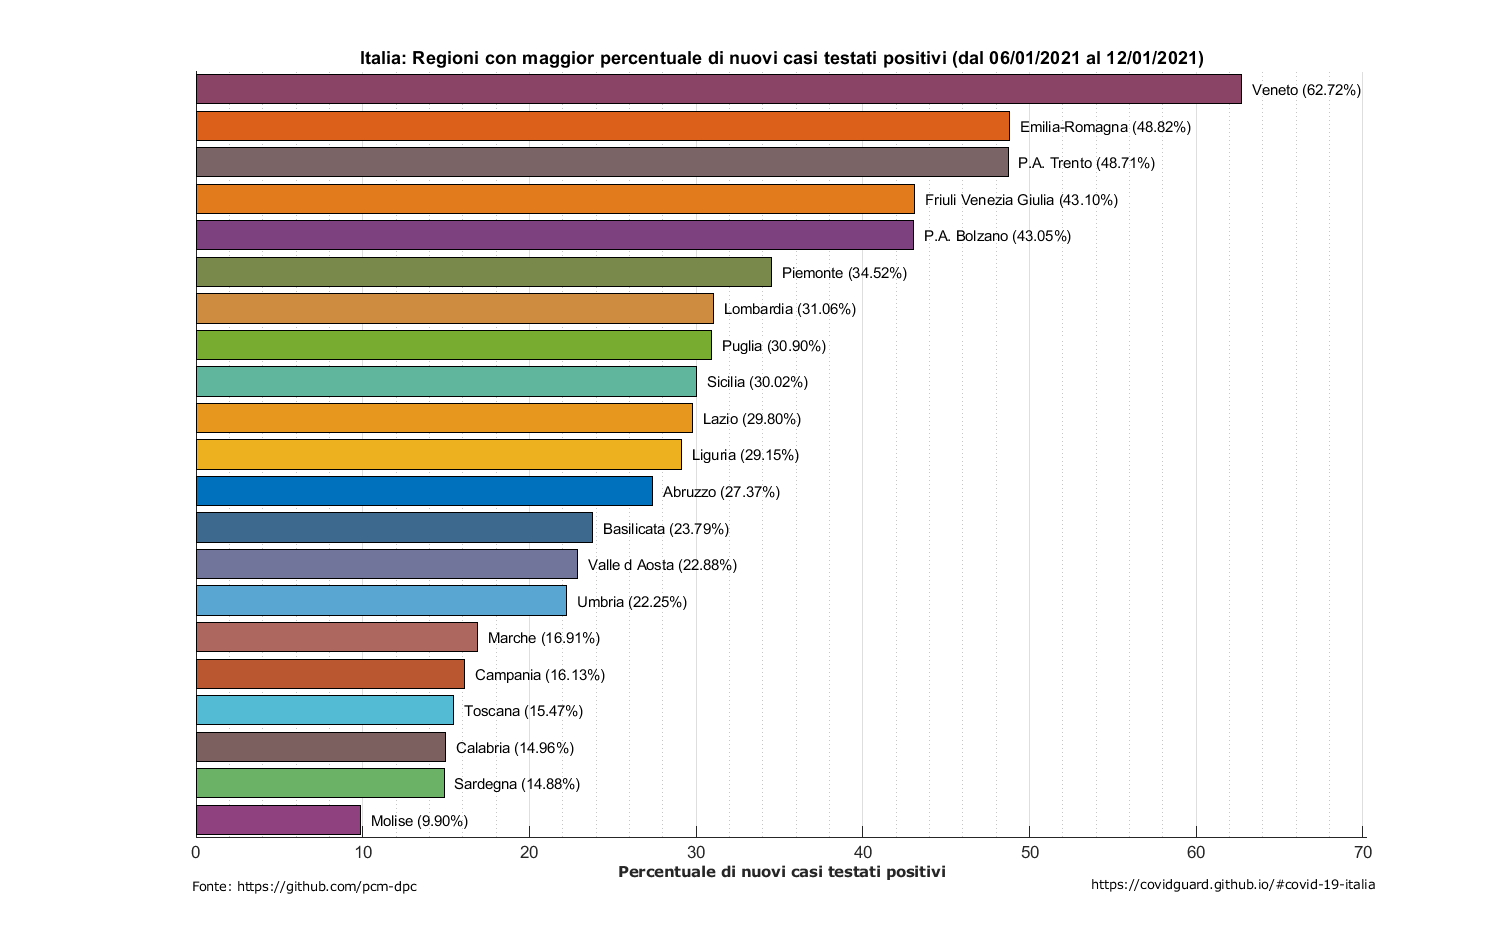 Italia: Regioni con maggior percentuale di nuovi casi testati positivi (dal 06/01/2021 al 12/01/2021)
Veneto (62.72%)
Emilia-Romagna (48.82%)
P.A. Trento (48.71%)
Friuli Venezia Giulia (43.10%)
P.A. Bolzano (43.05%)
Piemonte (34.52%)
Lombardia (31.06%)
Puglia (30.90%)
Sicilia (30.02%)
Lazio (29.80%)
Liguria (29.15%)
Abruzzo (27.37%)
Basilicata (23.79%)
Valle d Aosta (22.88%)
Umbria (22.25%)
Marche (16.91%)
Campania (16.13%)
Toscana (15.47%)
Calabria (14.96%)
Sardegna (14.88%)
Molise (9.90%)
0 10 20 30 40 50 60 70
Percentuale di nuovi casi testati positivi
Fonte: https://github.com/pcm-dpc
https://covidguard.github.io/#covid-19-italia